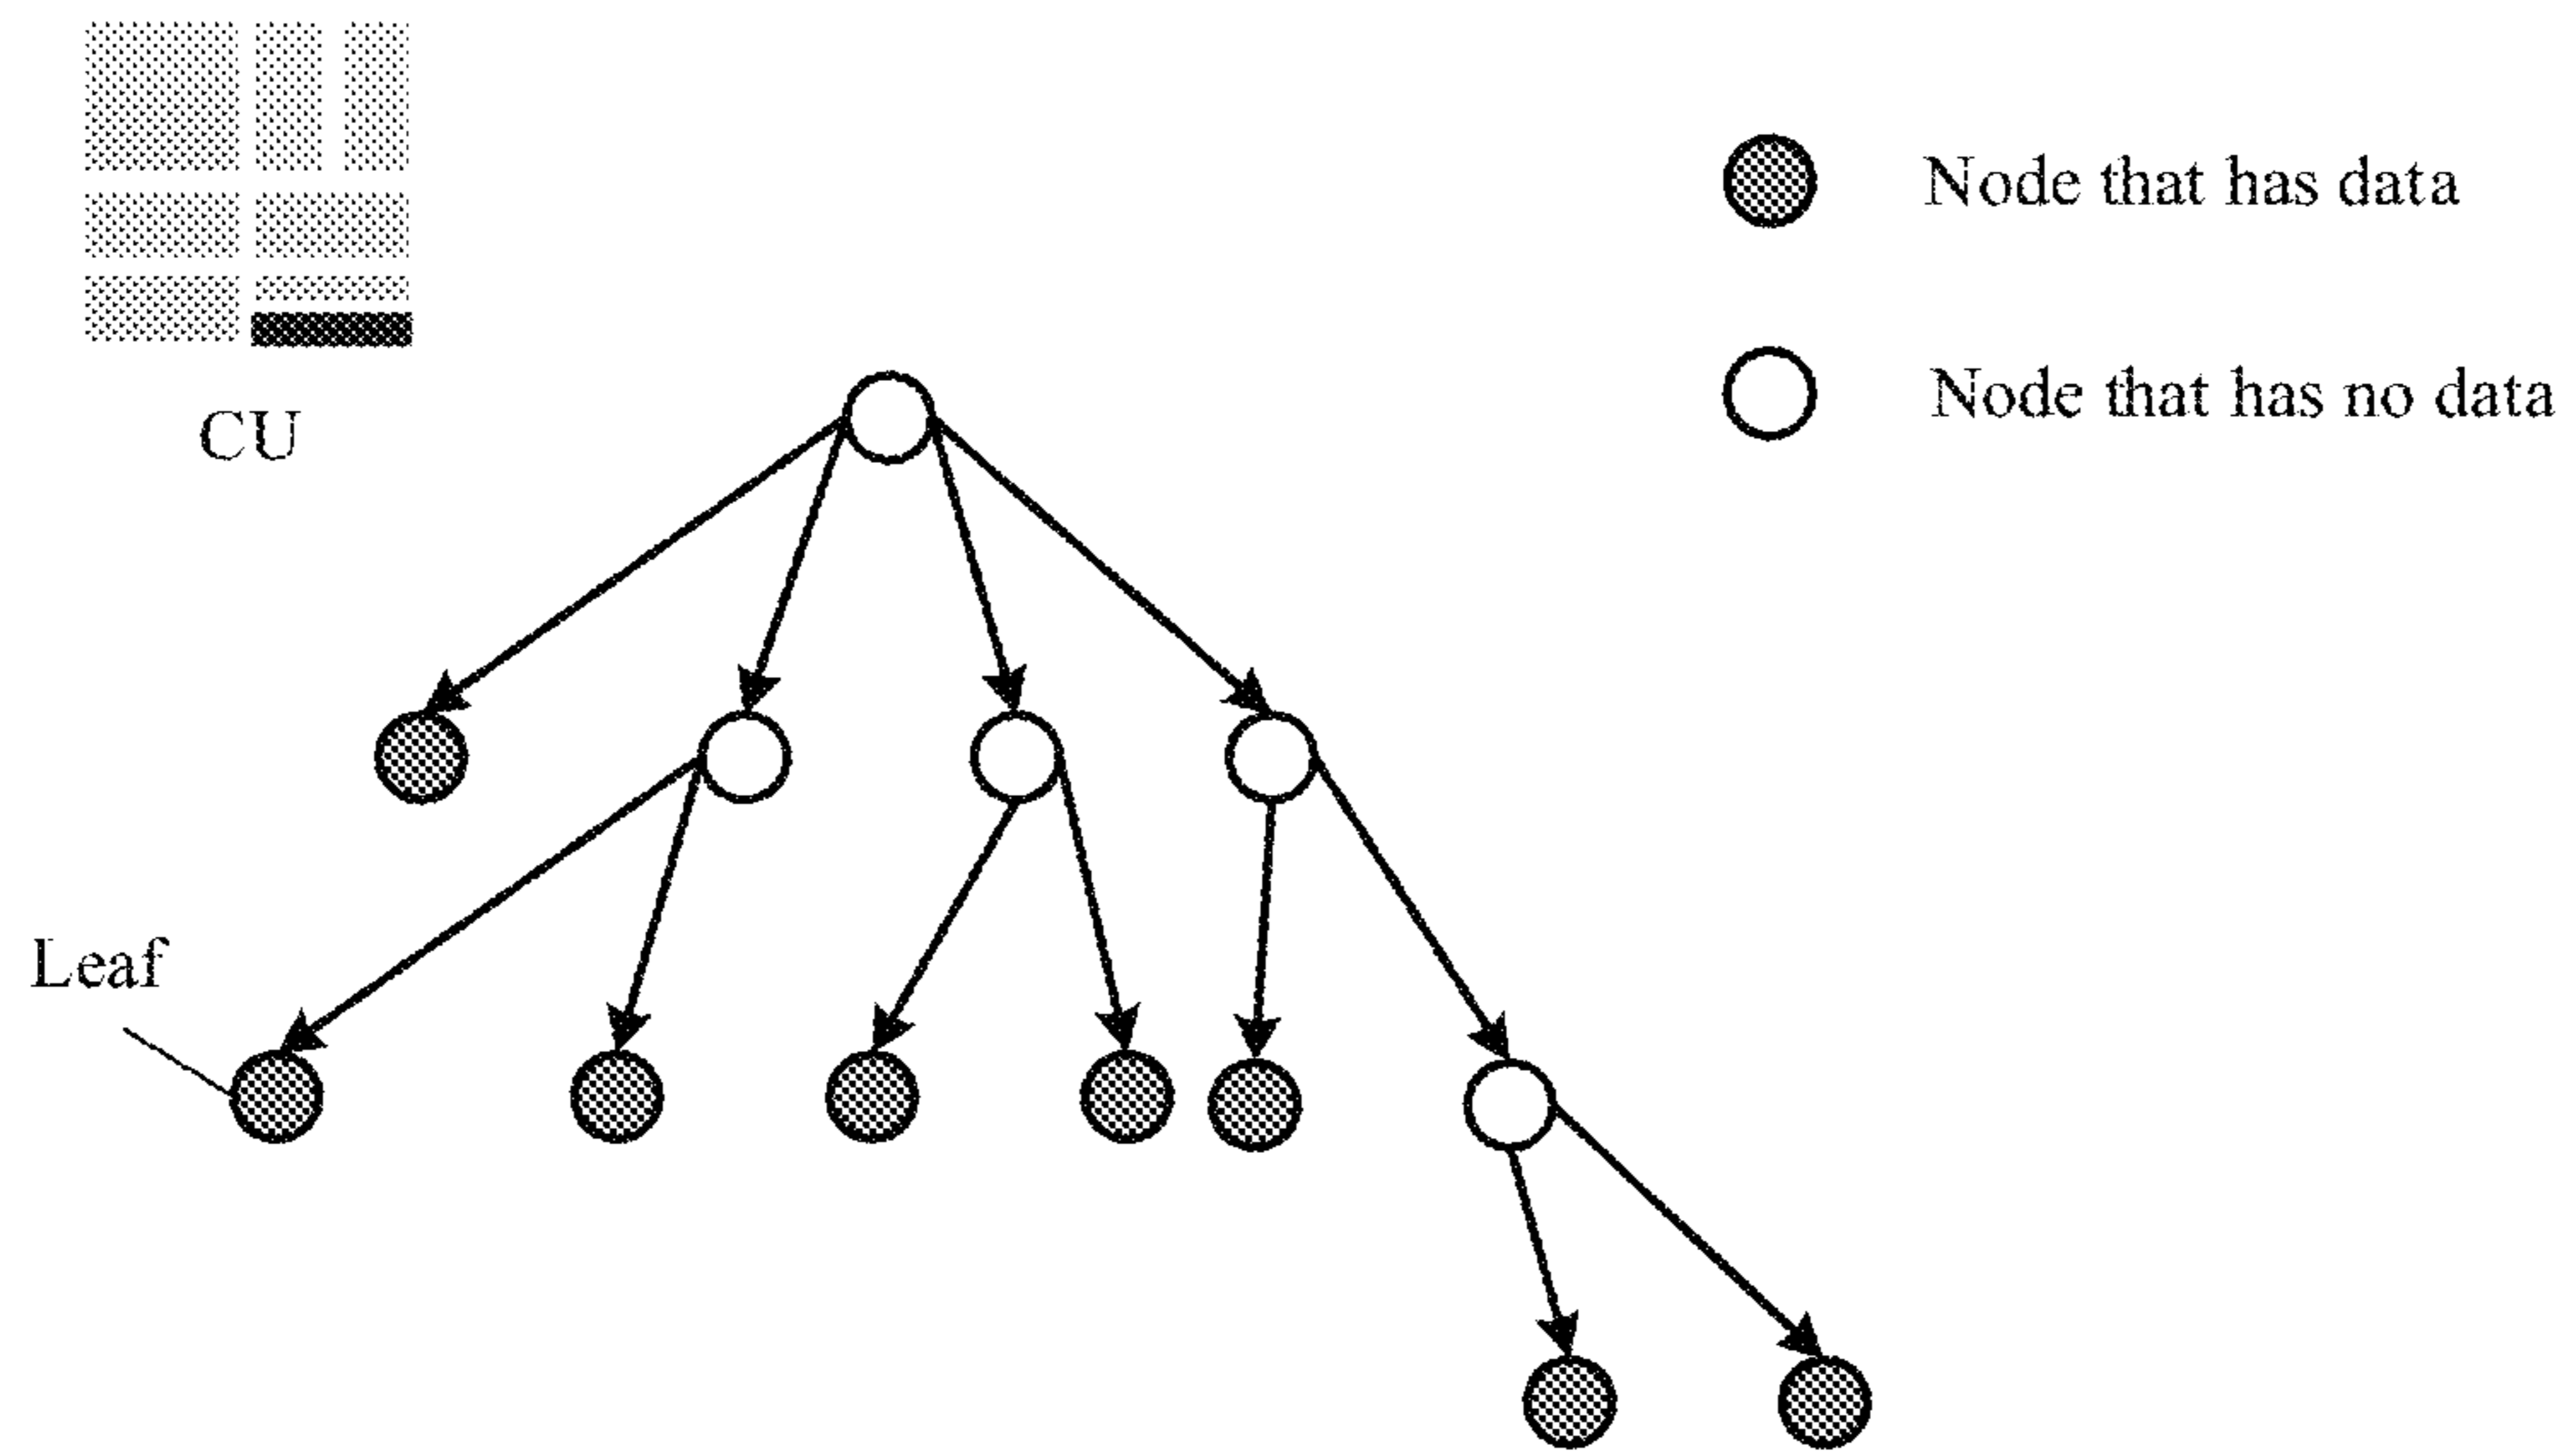 Node that has data
Node that has no data
CU
Leaf